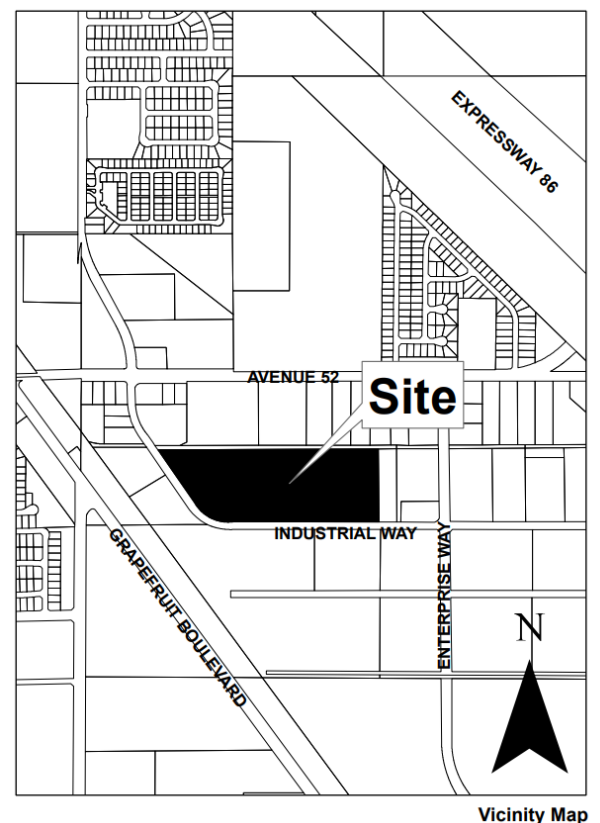 EXPRESSWAY 86
AVENUE 52
Site
INDUSTRIAL WAY
GRAPEFRUIT BOULEVARD
ENTERPRISE WAY
N
Vicinity Map